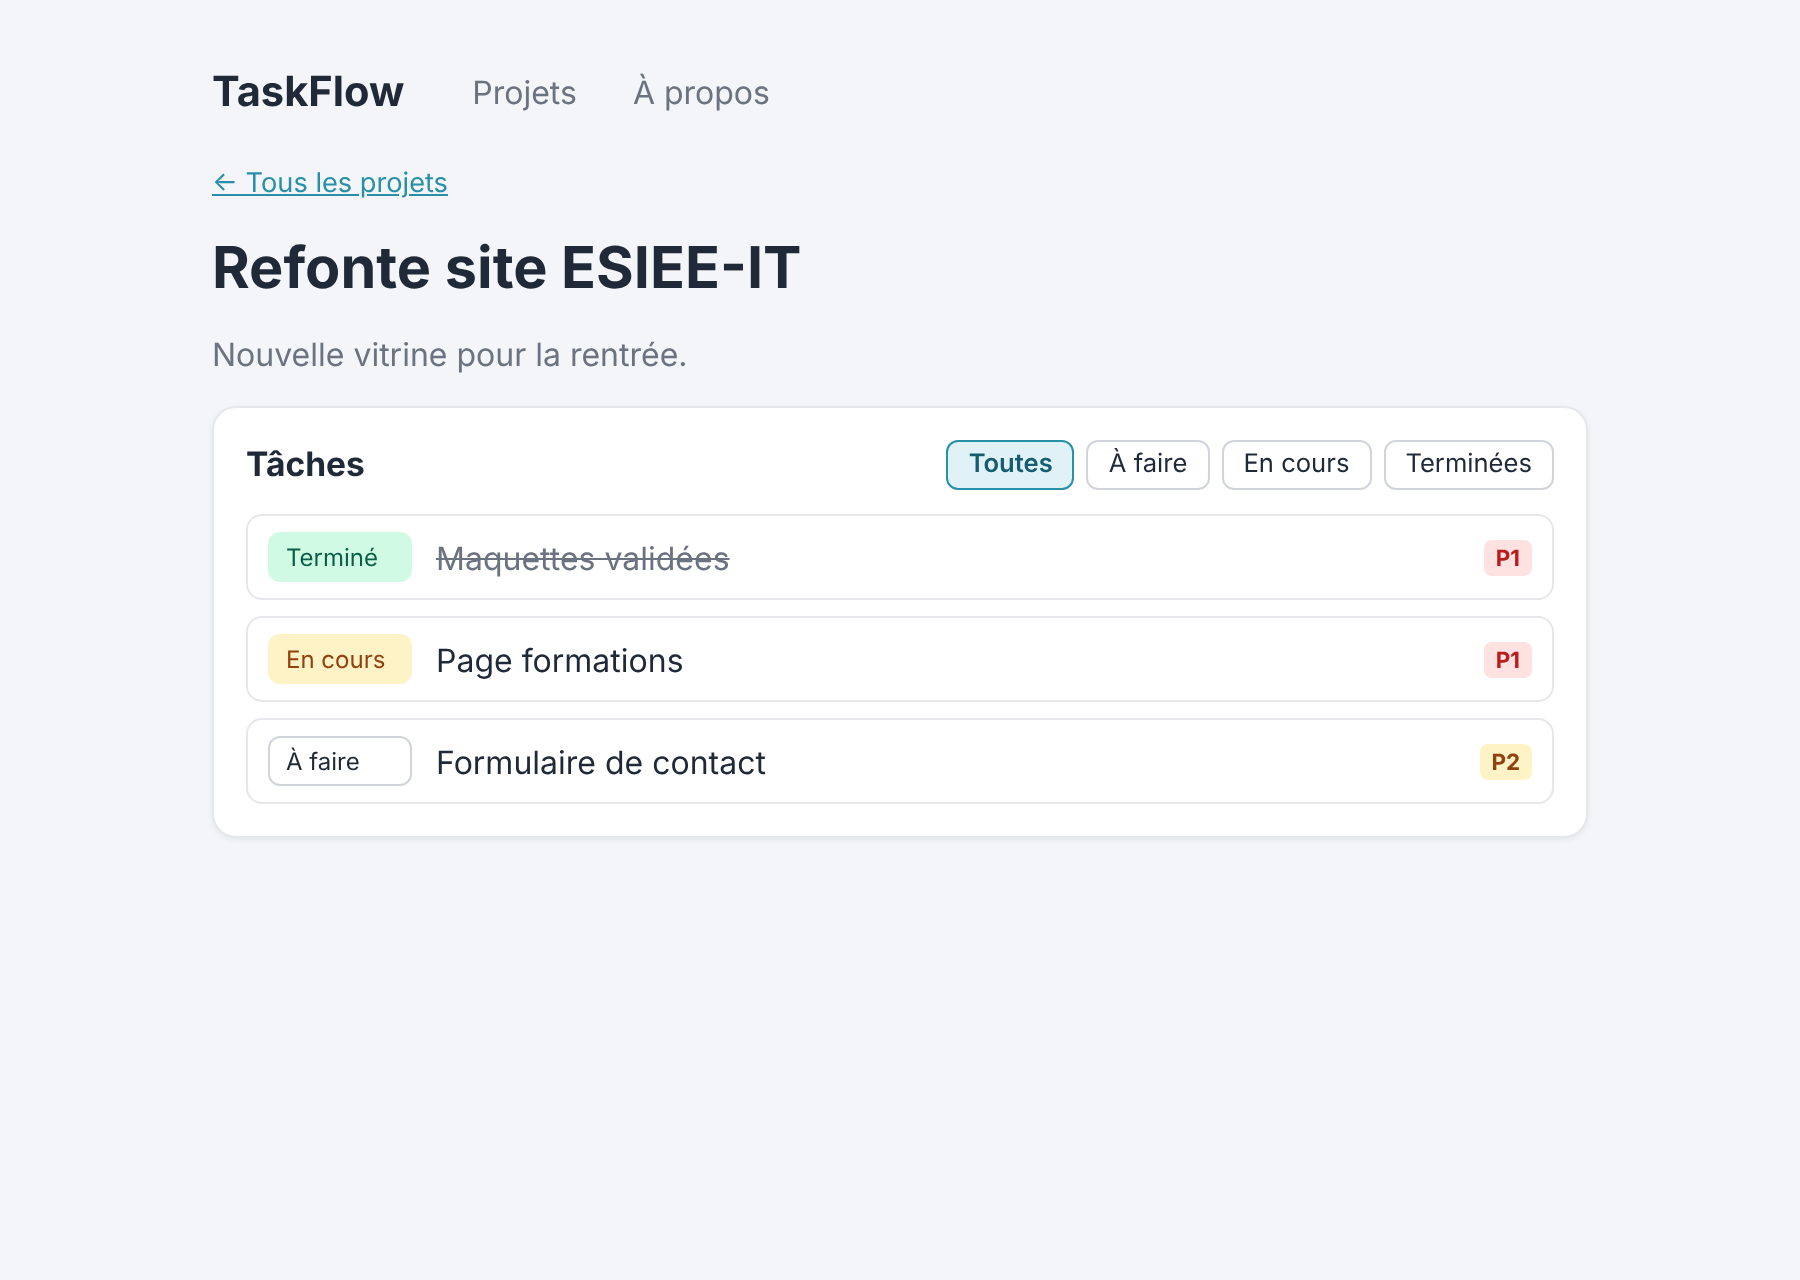 TaskFlow Projets À propos
← Tous les projets
Refonte site ESIEE-IT
Nouvelle vitrine pour la rentrée.
Tâches Toutes À faire En cours Terminées
Terminé Maquettes validées P1
En cours Page formations P1
À faire Formulaire de contact P2